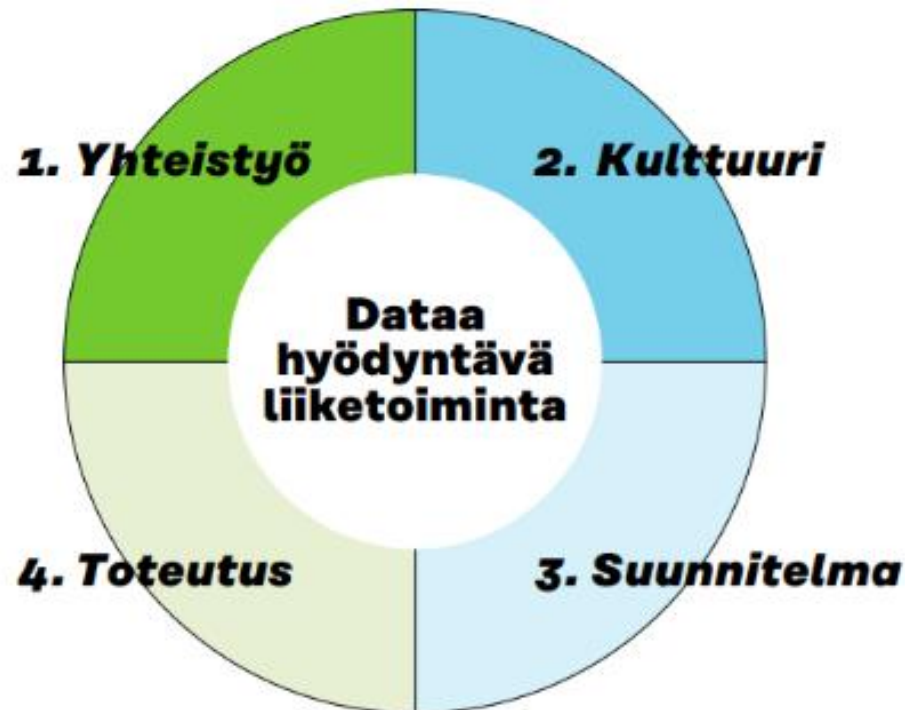 1. Yhteistyö
2. Kulttuuri
Dataa
hyödyntävä
liiketoiminta
4. Toteutus
3. Suunnitelma